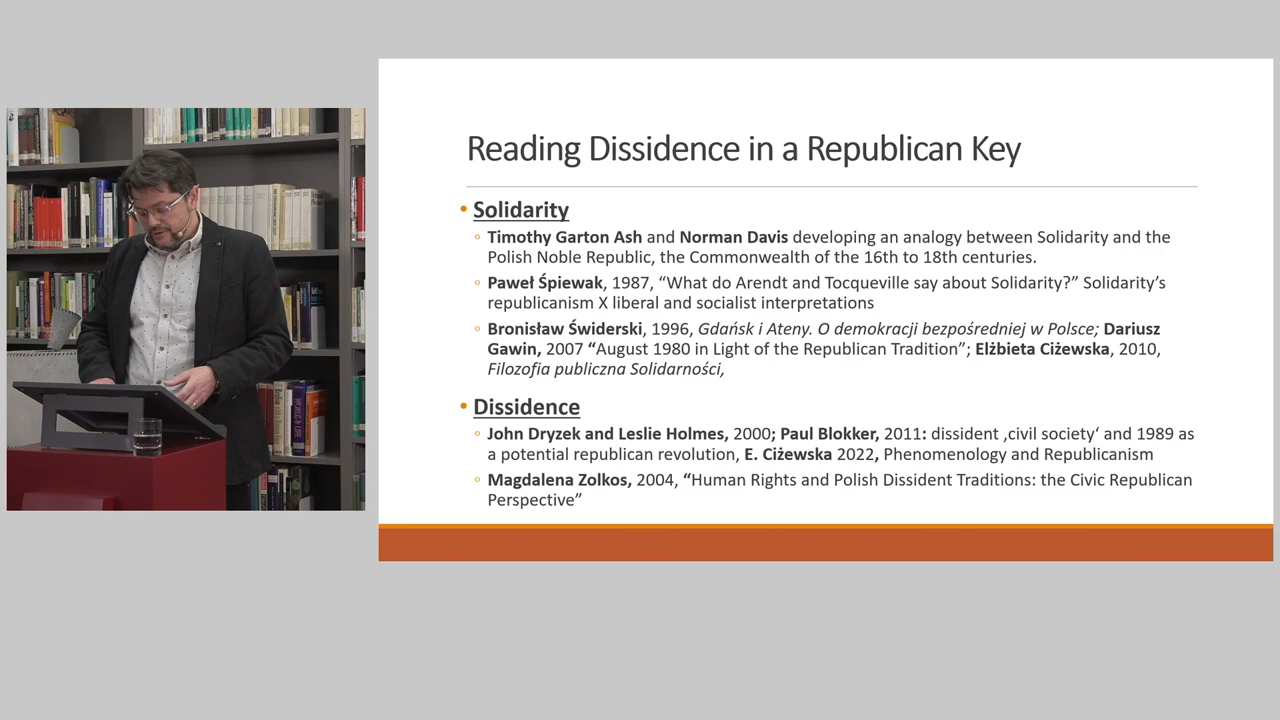 Reading Dissidence in a Republican Key
• Solidarity
◦ Timothy Garton Ash and Norman Davis developing an analogy between Solidarity and the
Polish Noble Republic, the Commonwealth of the 16th to 18th centuries.
◦ Paweł Śpiewak, 1987, “What do Arendt and Tocqueville say about Solidarity?” Solidarity’s
republicanism X liberal and socialist interpretations
◦ Bronisław Świderski, 1996, Gdańsk i Ateny. O demokracji bezpośredniej w Polsce; Dariusz
Gawin, 2007 “August 1980 in Light of the Republican Tradition”; Elżbieta Ciżewska, 2010,
Filozofia publiczna Solidarności,
• Dissidence
◦ John Dryzek and Leslie Holmes, 2000; Paul Blokker, 2011: dissident ‚civil society‘ and 1989 as
a potential republican revolution, E. Ciżewska 2022, Phenomenology and Republicanism
◦ Magdalena Zolkos, 2004, “Human Rights and Polish Dissident Traditions: the Civic Republican
Perspective”